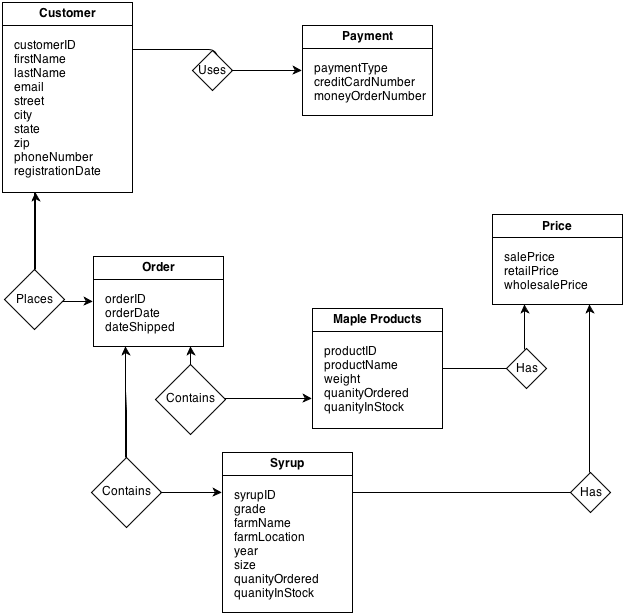 Customer
customerID
firstName
lastName
email
street
city
state
zip
phoneNumber
registrationDate
Uses
Payment
paymentType
creditCardNumber
moneyOrderNumber
Places
Order
orderID
orderDate
dateShipped
Price
salePrice
retailPrice
wholesalePrice
Contains
Maple Products
productID
productName
weight
quanityOrdered
quanityInStock
Has
Contains
Syrup
syrupID
grade
farmName
farmLocation
year
size
quanityOrdered
quanityInStock
Has